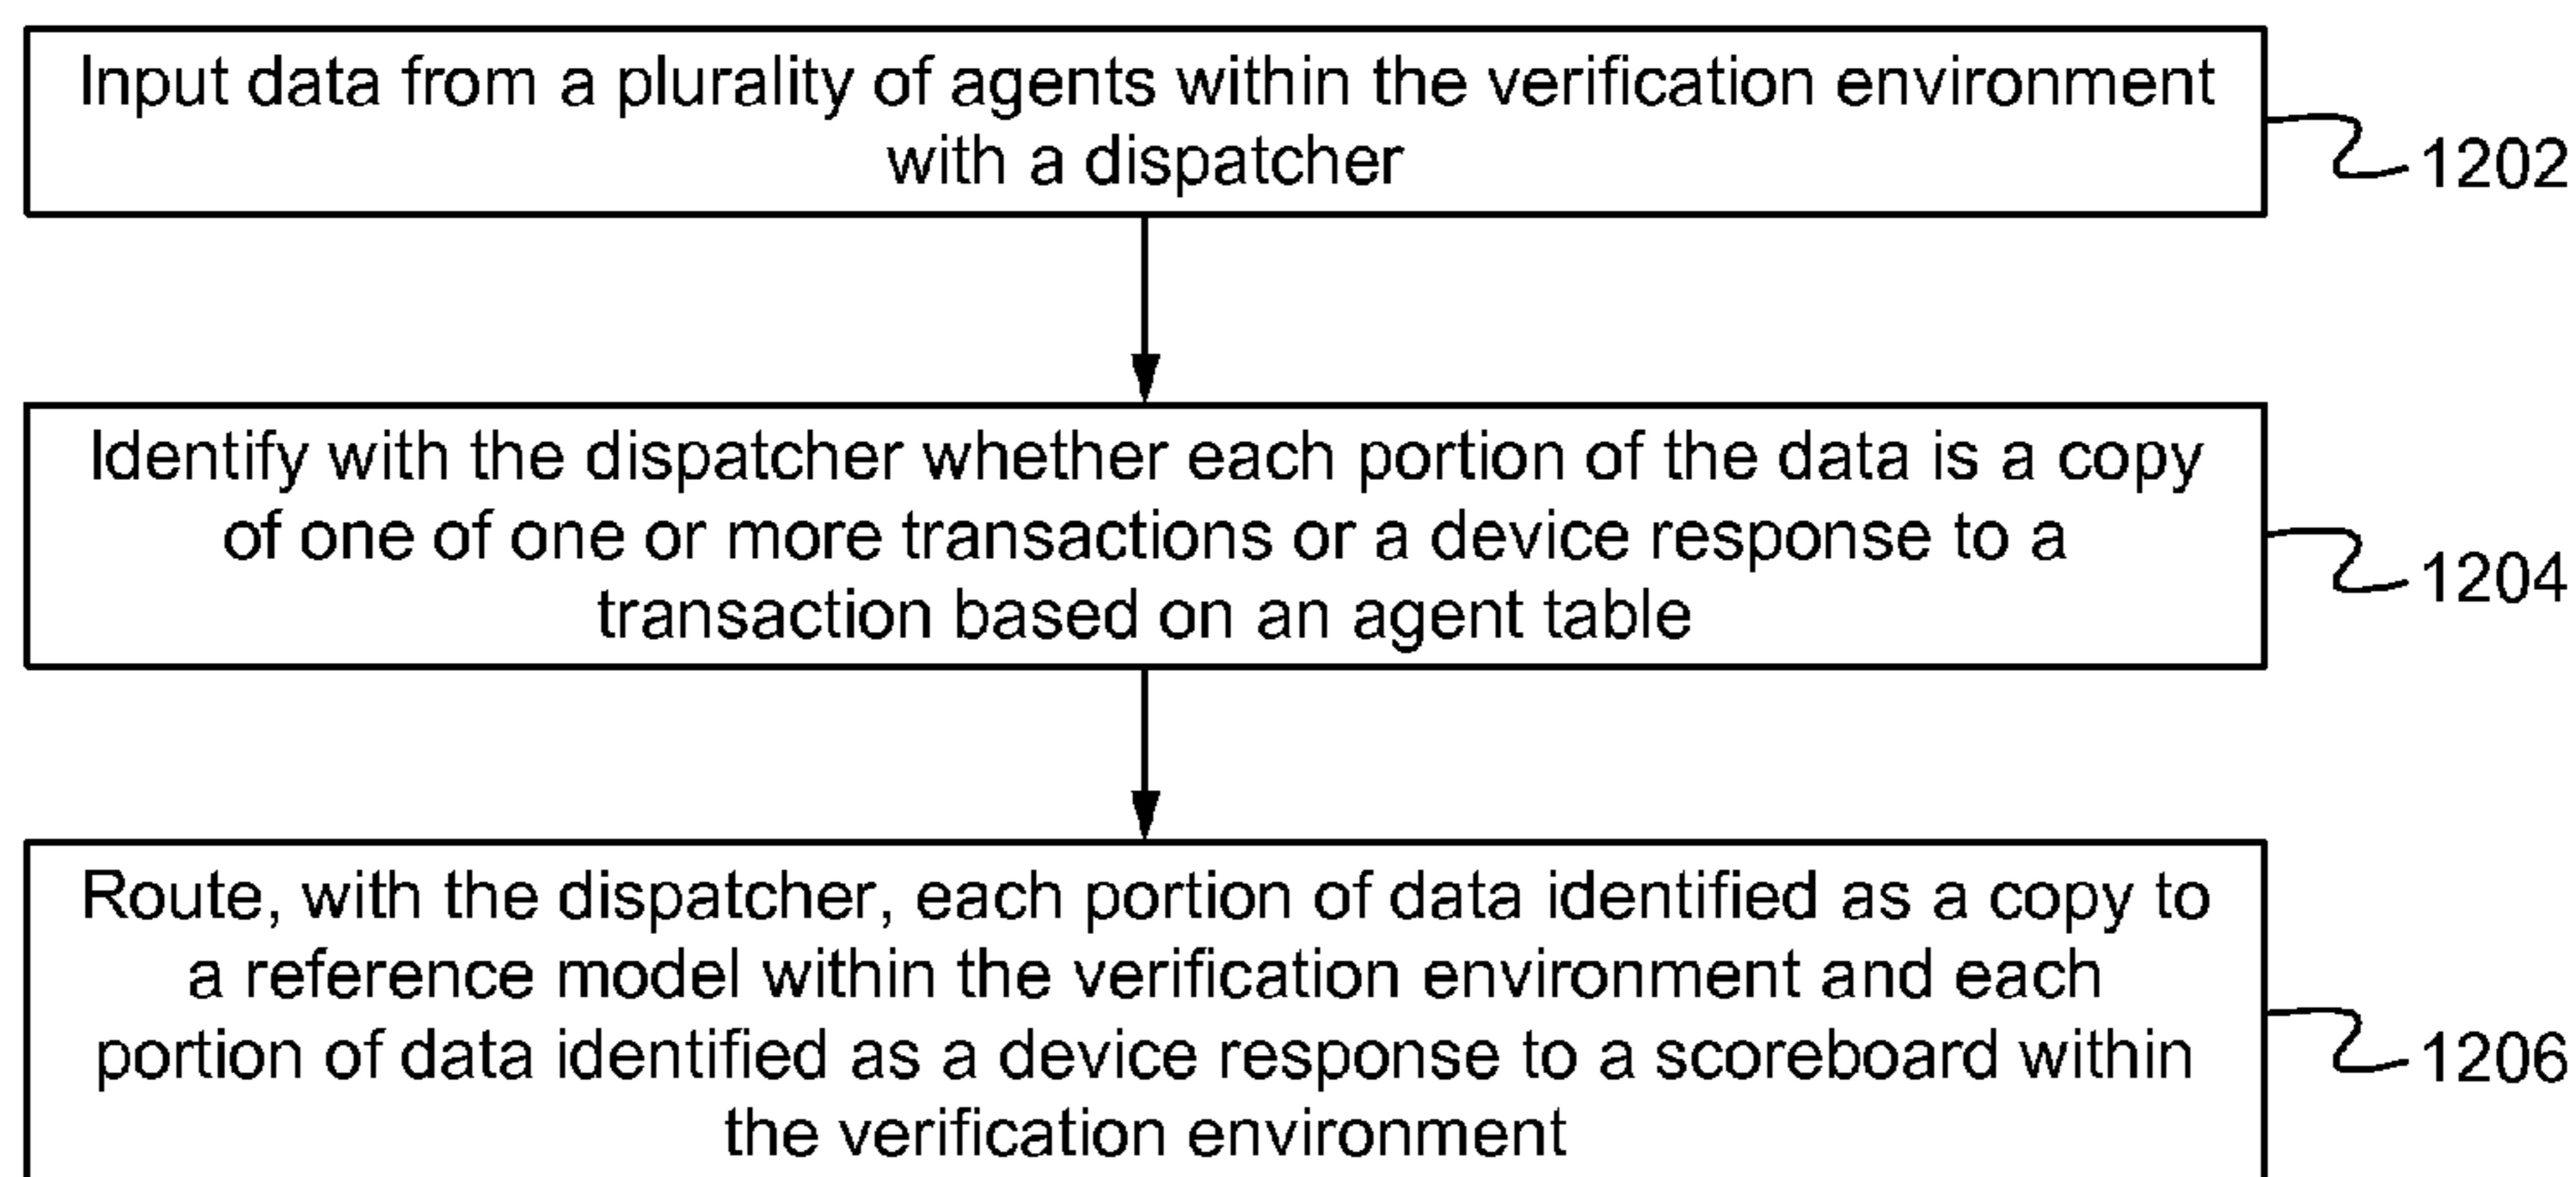 Input data from a plurality of agents within the verification environment
with a dispatcher
1202
Identify with the dispatcher whether each portion of the data is a copy
of one of one or more transactions or a device response to a
transaction based on an agent table
1204
Route, with the dispatcher, each portion of data identified as a copy to
a reference model within the verification environment and each
portion of data identified as a device response to a scoreboard within
the verification environment
1206